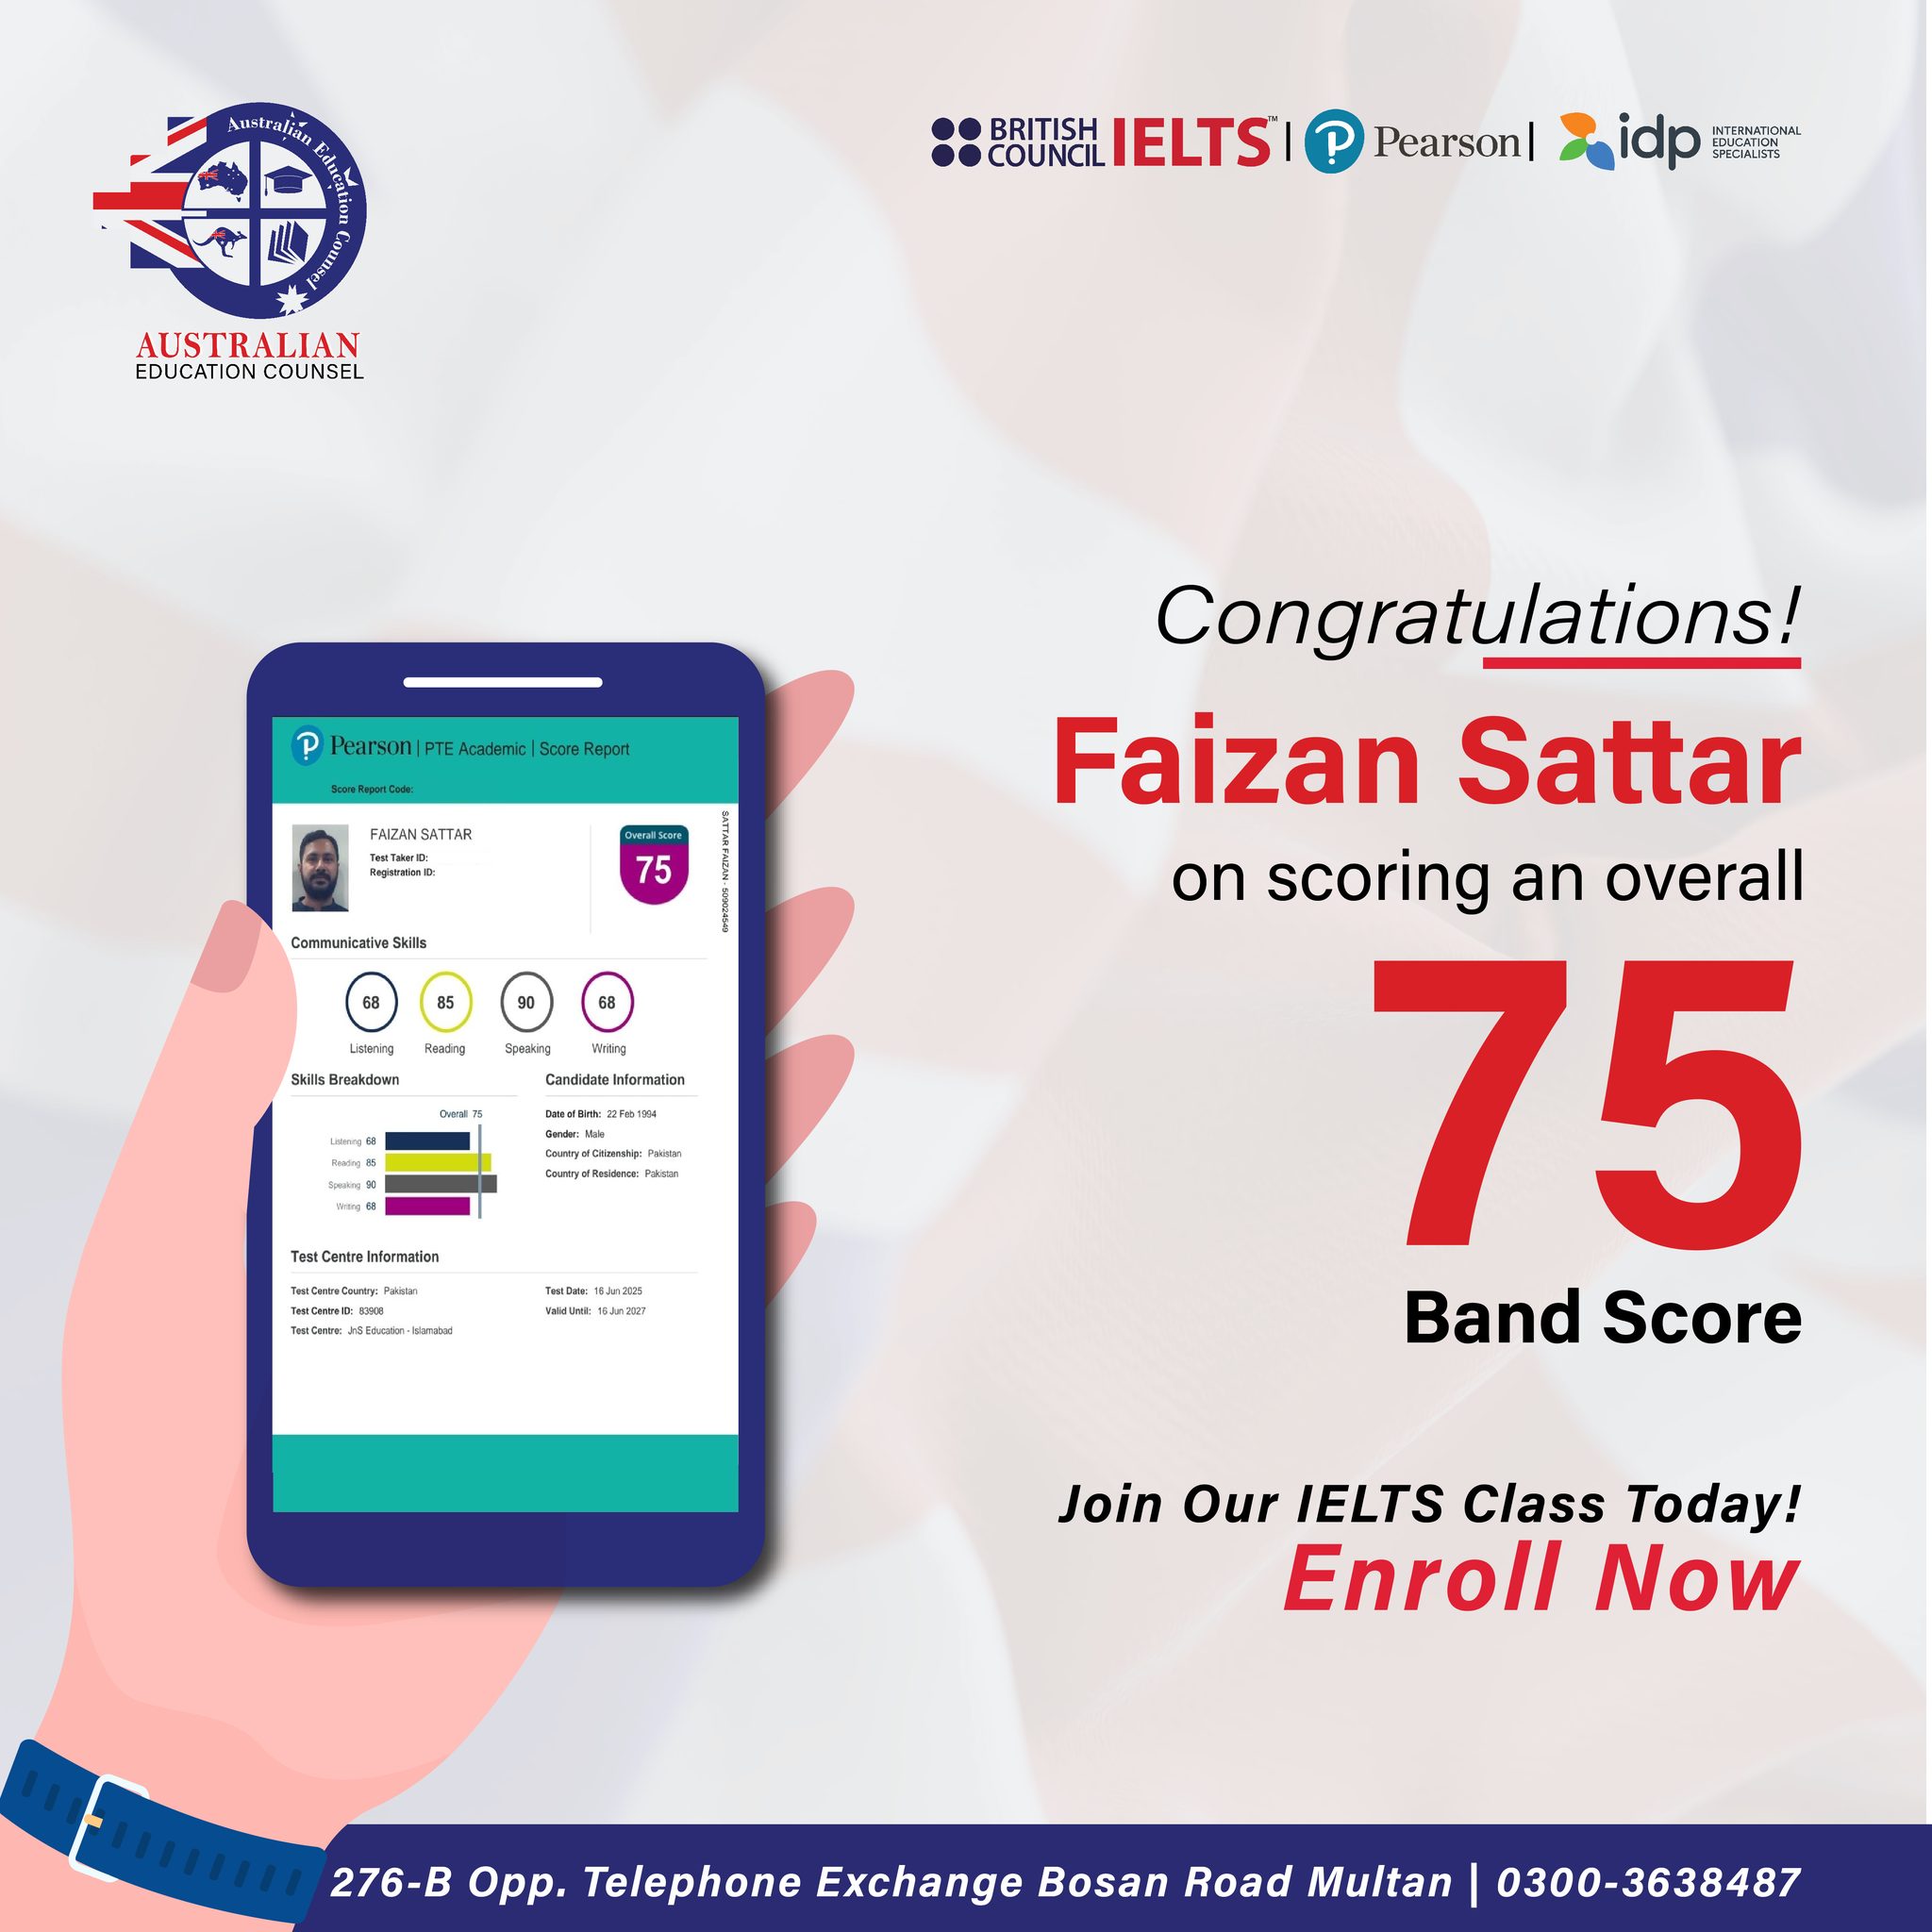 Australian Education Counsel
AUSTRALIAN
EDUCATION COUNSEL
BRITISH COUNCIL IELTS™ | Pearson | idp INTERNATIONAL EDUCATION SPECIALISTS
Congratulations!
Faizan Sattar
on scoring an overall
75
Band Score
Join Our IELTS Class Today!
Enroll Now
Pearson | PTE Academic | Score Report
Score Report Code:
FAIZAN SATTAR
Test Taker ID:
Registration ID:
Overall Score
75
SATTAR FAIZAN - 509024549
Communicative Skills
68 85 90 68
Listening Reading Speaking Writing
Skills Breakdown
Overall 75
Listening 68
Reading 85
Speaking 90
Writing 68
Candidate Information
Date of Birth: 22 Feb 1994
Gender: Male
Country of Citizenship: Pakistan
Country of Residence: Pakistan
Test Centre Information
Test Centre Country: Pakistan
Test Centre ID: 83908
Test Centre: JnS Education - Islamabad
Test Date: 16 Jun 2025
Valid Until: 16 Jun 2027
276-B Opp. Telephone Exchange Bosan Road Multan | 0300-3638487